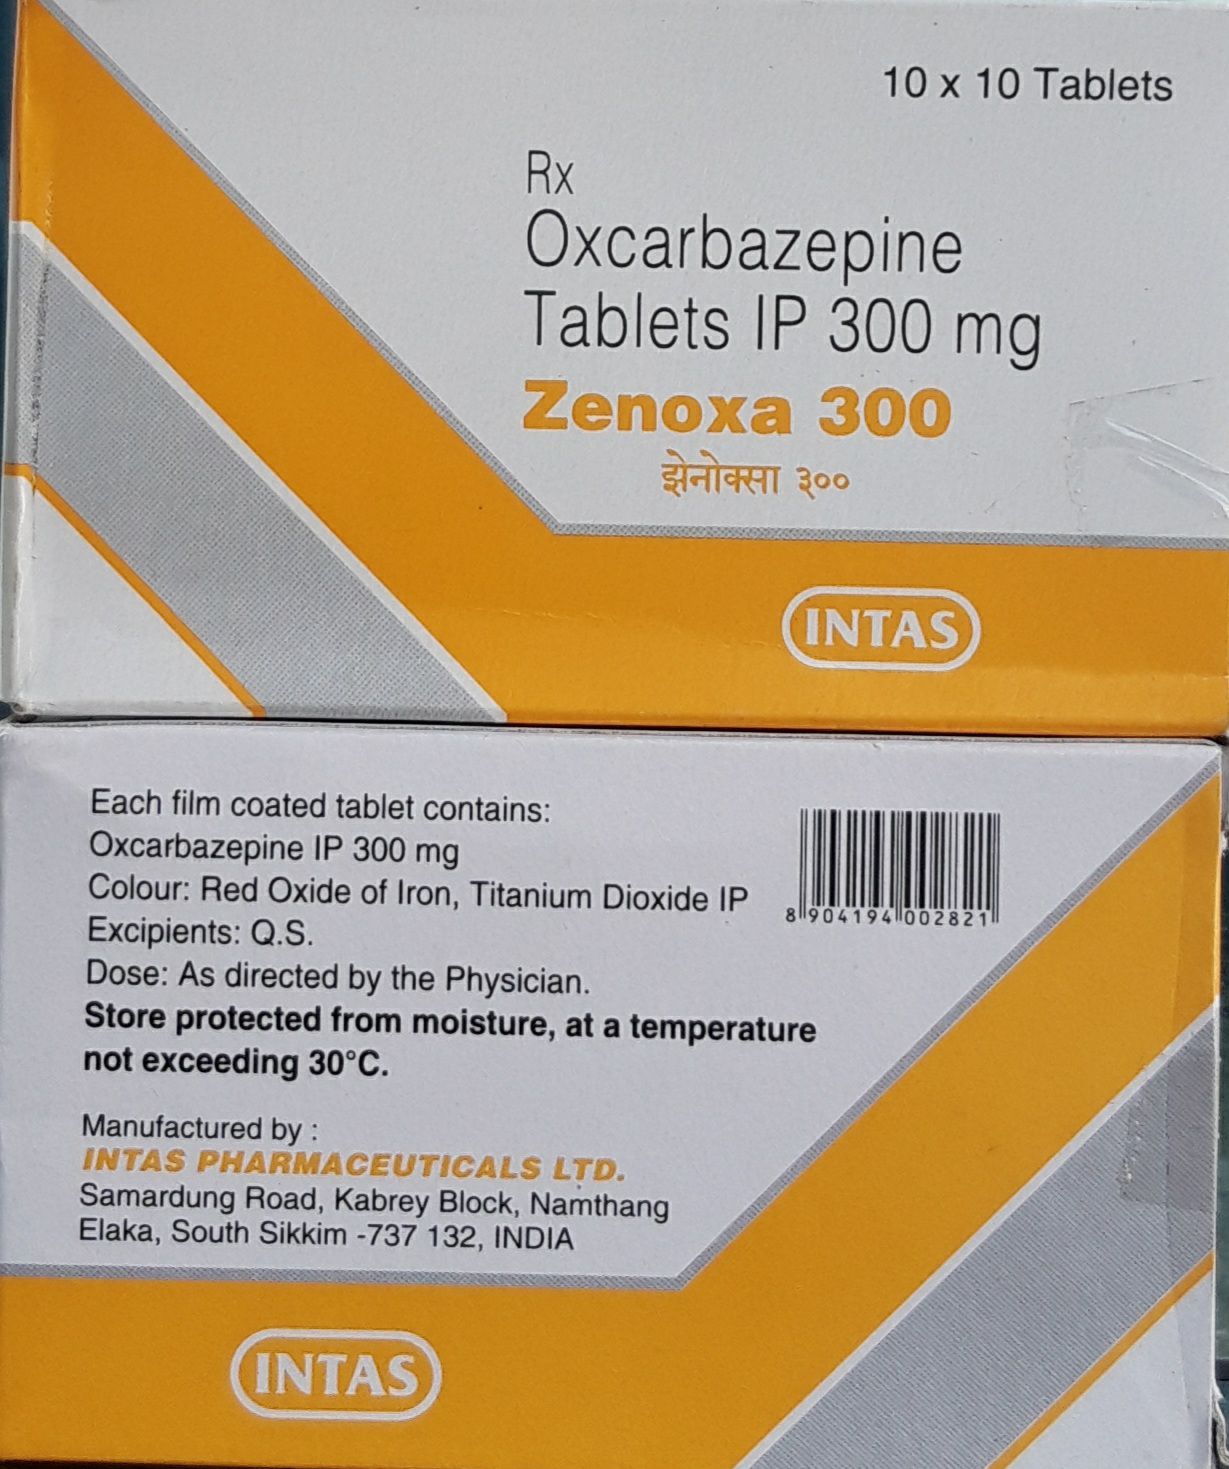 10 x 10 Tablets
Rx
Oxcarbazepine
Tablets IP 300 mg
Zenoxa 300
झेनोक्सा ३००
INTAS
Each film coated tablet contains:
Oxcarbazepine IP 300 mg
Colour: Red Oxide of Iron, Titanium Dioxide IP
Excipients: Q.S.
Dose: As directed by the Physician.
Store protected from moisture, at a temperature
not exceeding 30°C.
8 904194 002821
Manufactured by :
INTAS PHARMACEUTICALS LTD.
Samardung Road, Kabrey Block, Namthang
Elaka, South Sikkim -737 132, INDIA
INTAS